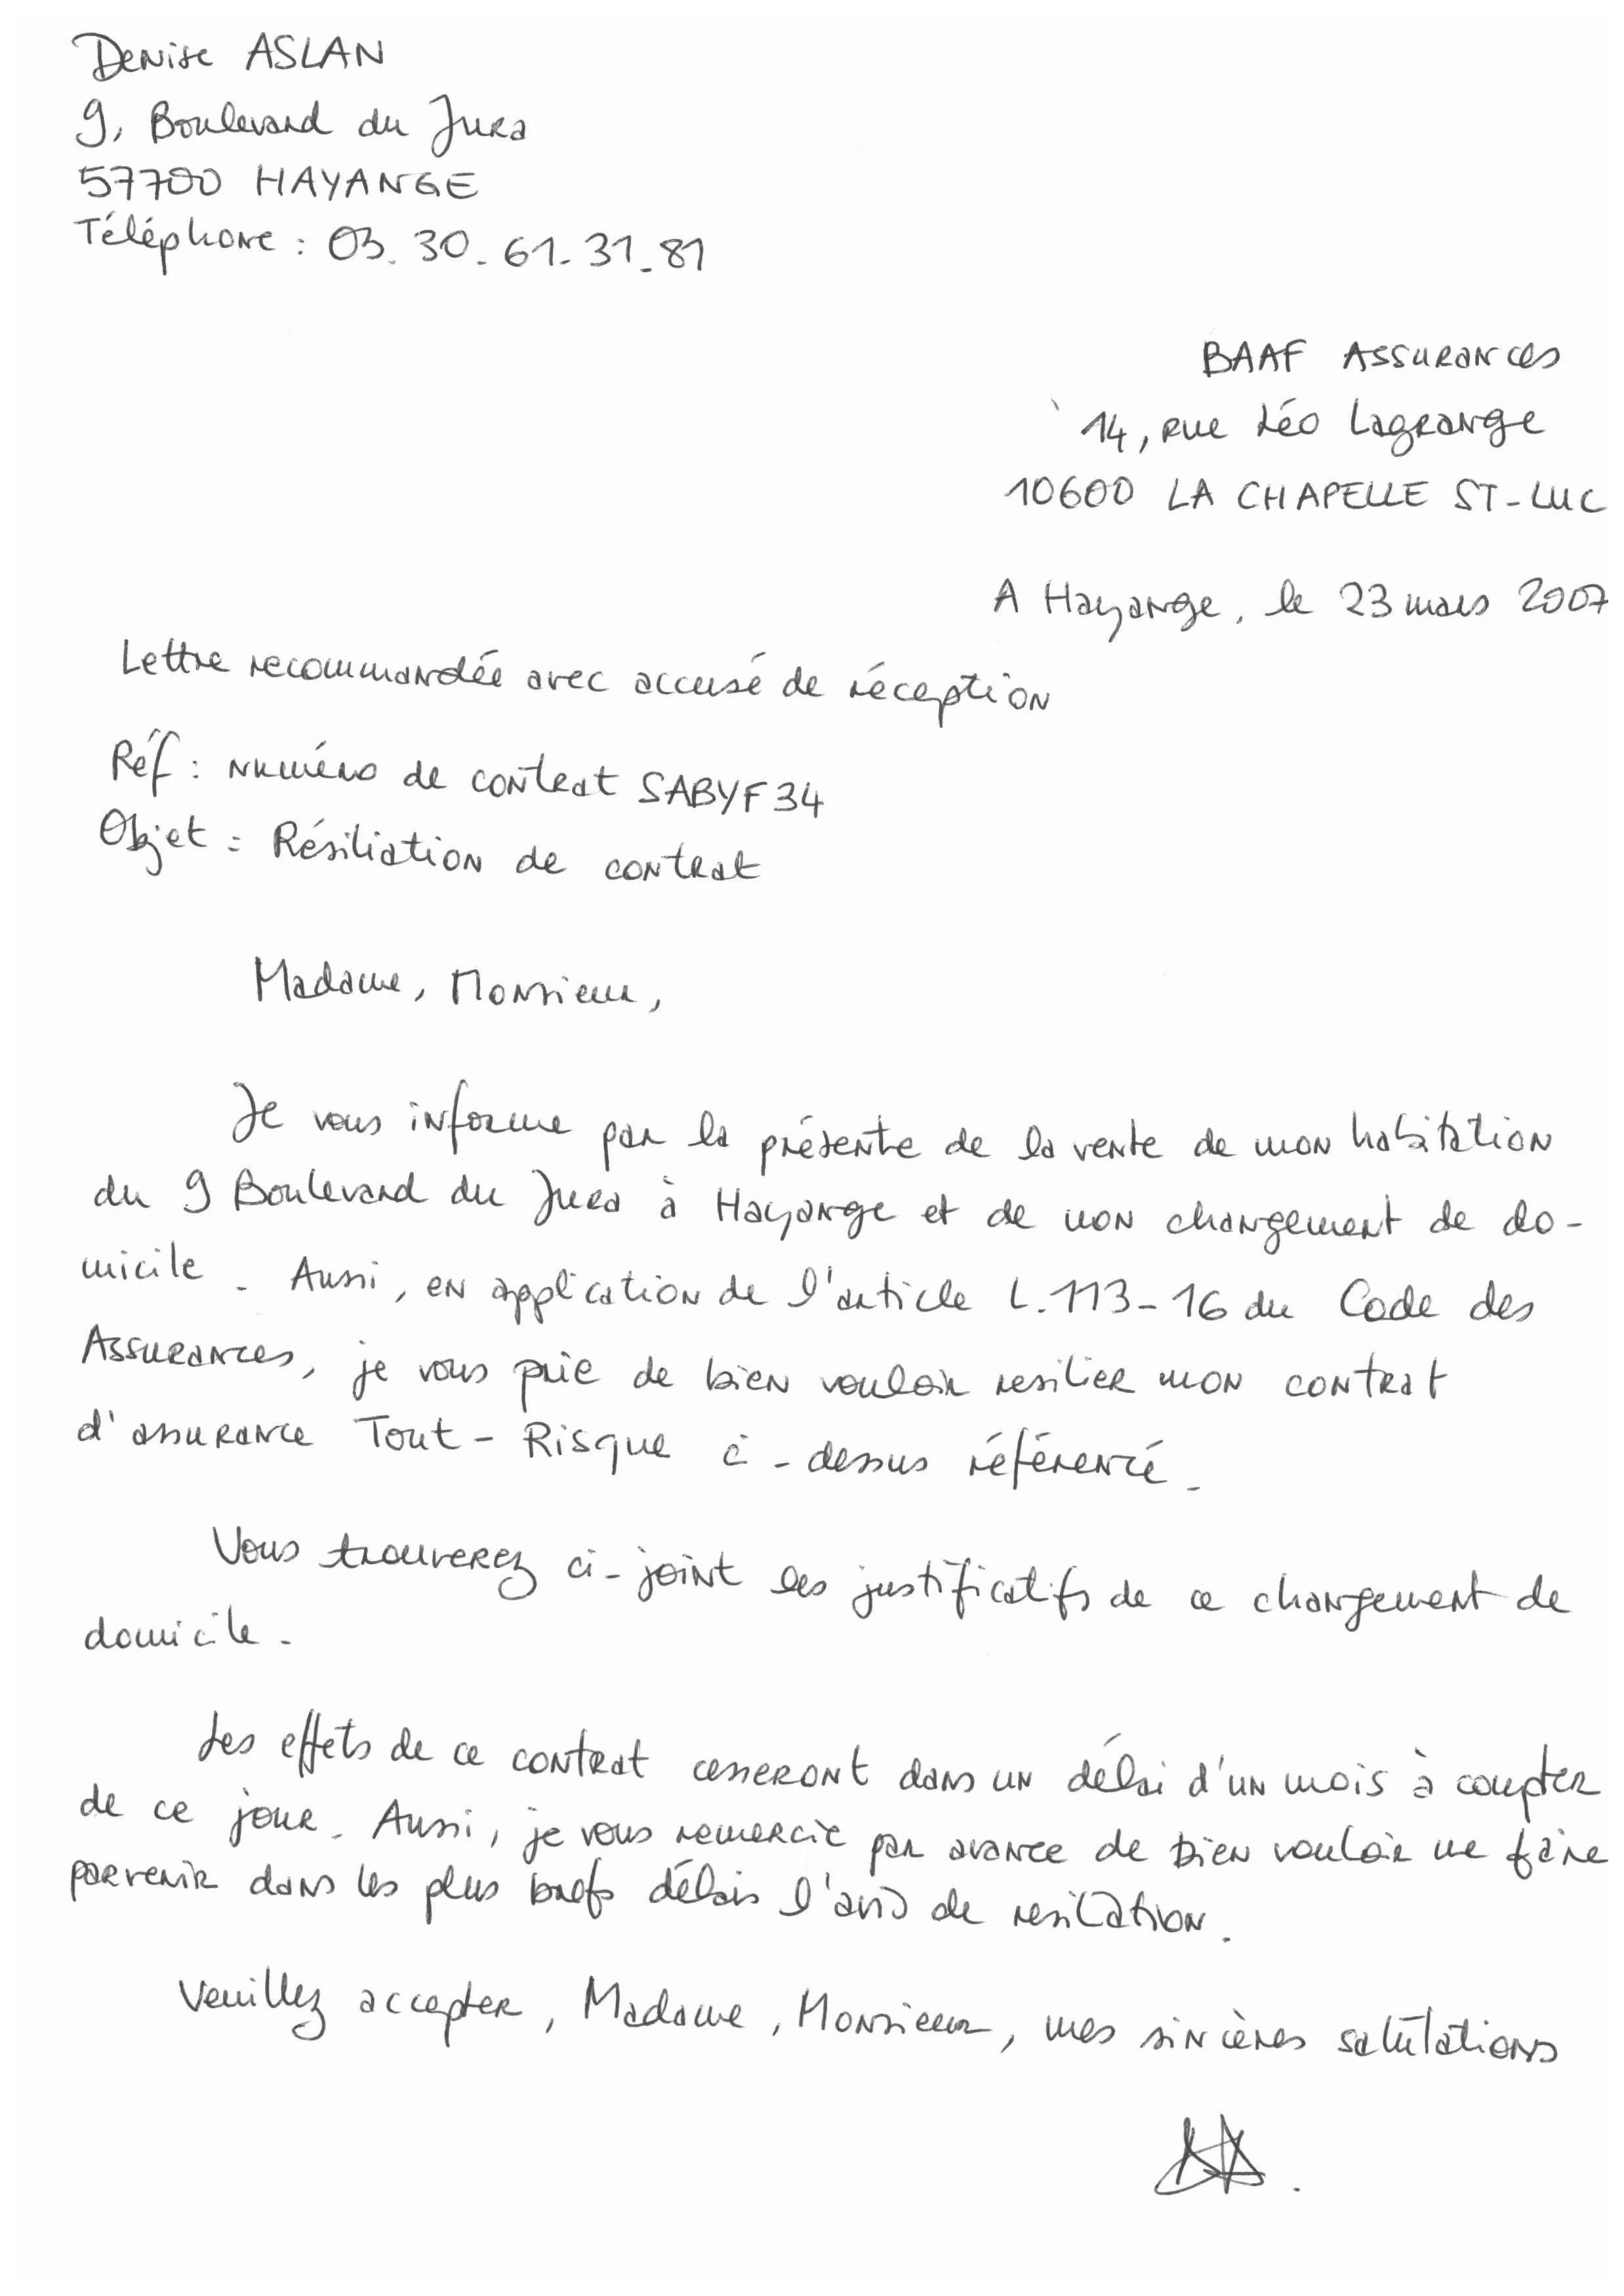 Denise ASLAN
9, Boulevard du Jura
57700 HAYANGE
Téléphone : 03.30.61.31.81
BAAF Assurances
14, rue Léo Lagrange
10600 LA CHAPELLE ST-LUC
A Hayange, le 23 mars 2007
Lettre recommandée avec accusé de réception
Réf : numéro de contrat SABYF34
Objet : Résiliation de contrat
Madame, Monsieur,
Je vous informe par la présente de la vente de mon habitation
du 9 Boulevard du Jura à Hayange et de mon changement de do-
micile. Aussi, en application de l'article L.113-16 du Code des
Assurances, je vous prie de bien vouloir resilier mon contrat
d'assurance Tout-Risque ci-dessus référencé.
Vous trouverez ci-joint les justificatifs de ce changement de
domicile.
Les effets de ce contrat cesseront dans un délai d'un mois à compter
de ce jour. Aussi, je vous remercie par avance de bien vouloir me faire
parvenir dans les plus brefs délais l'avis de resiliation.
Veuillez accepter, Madame, Monsieur, mes sincères salutations